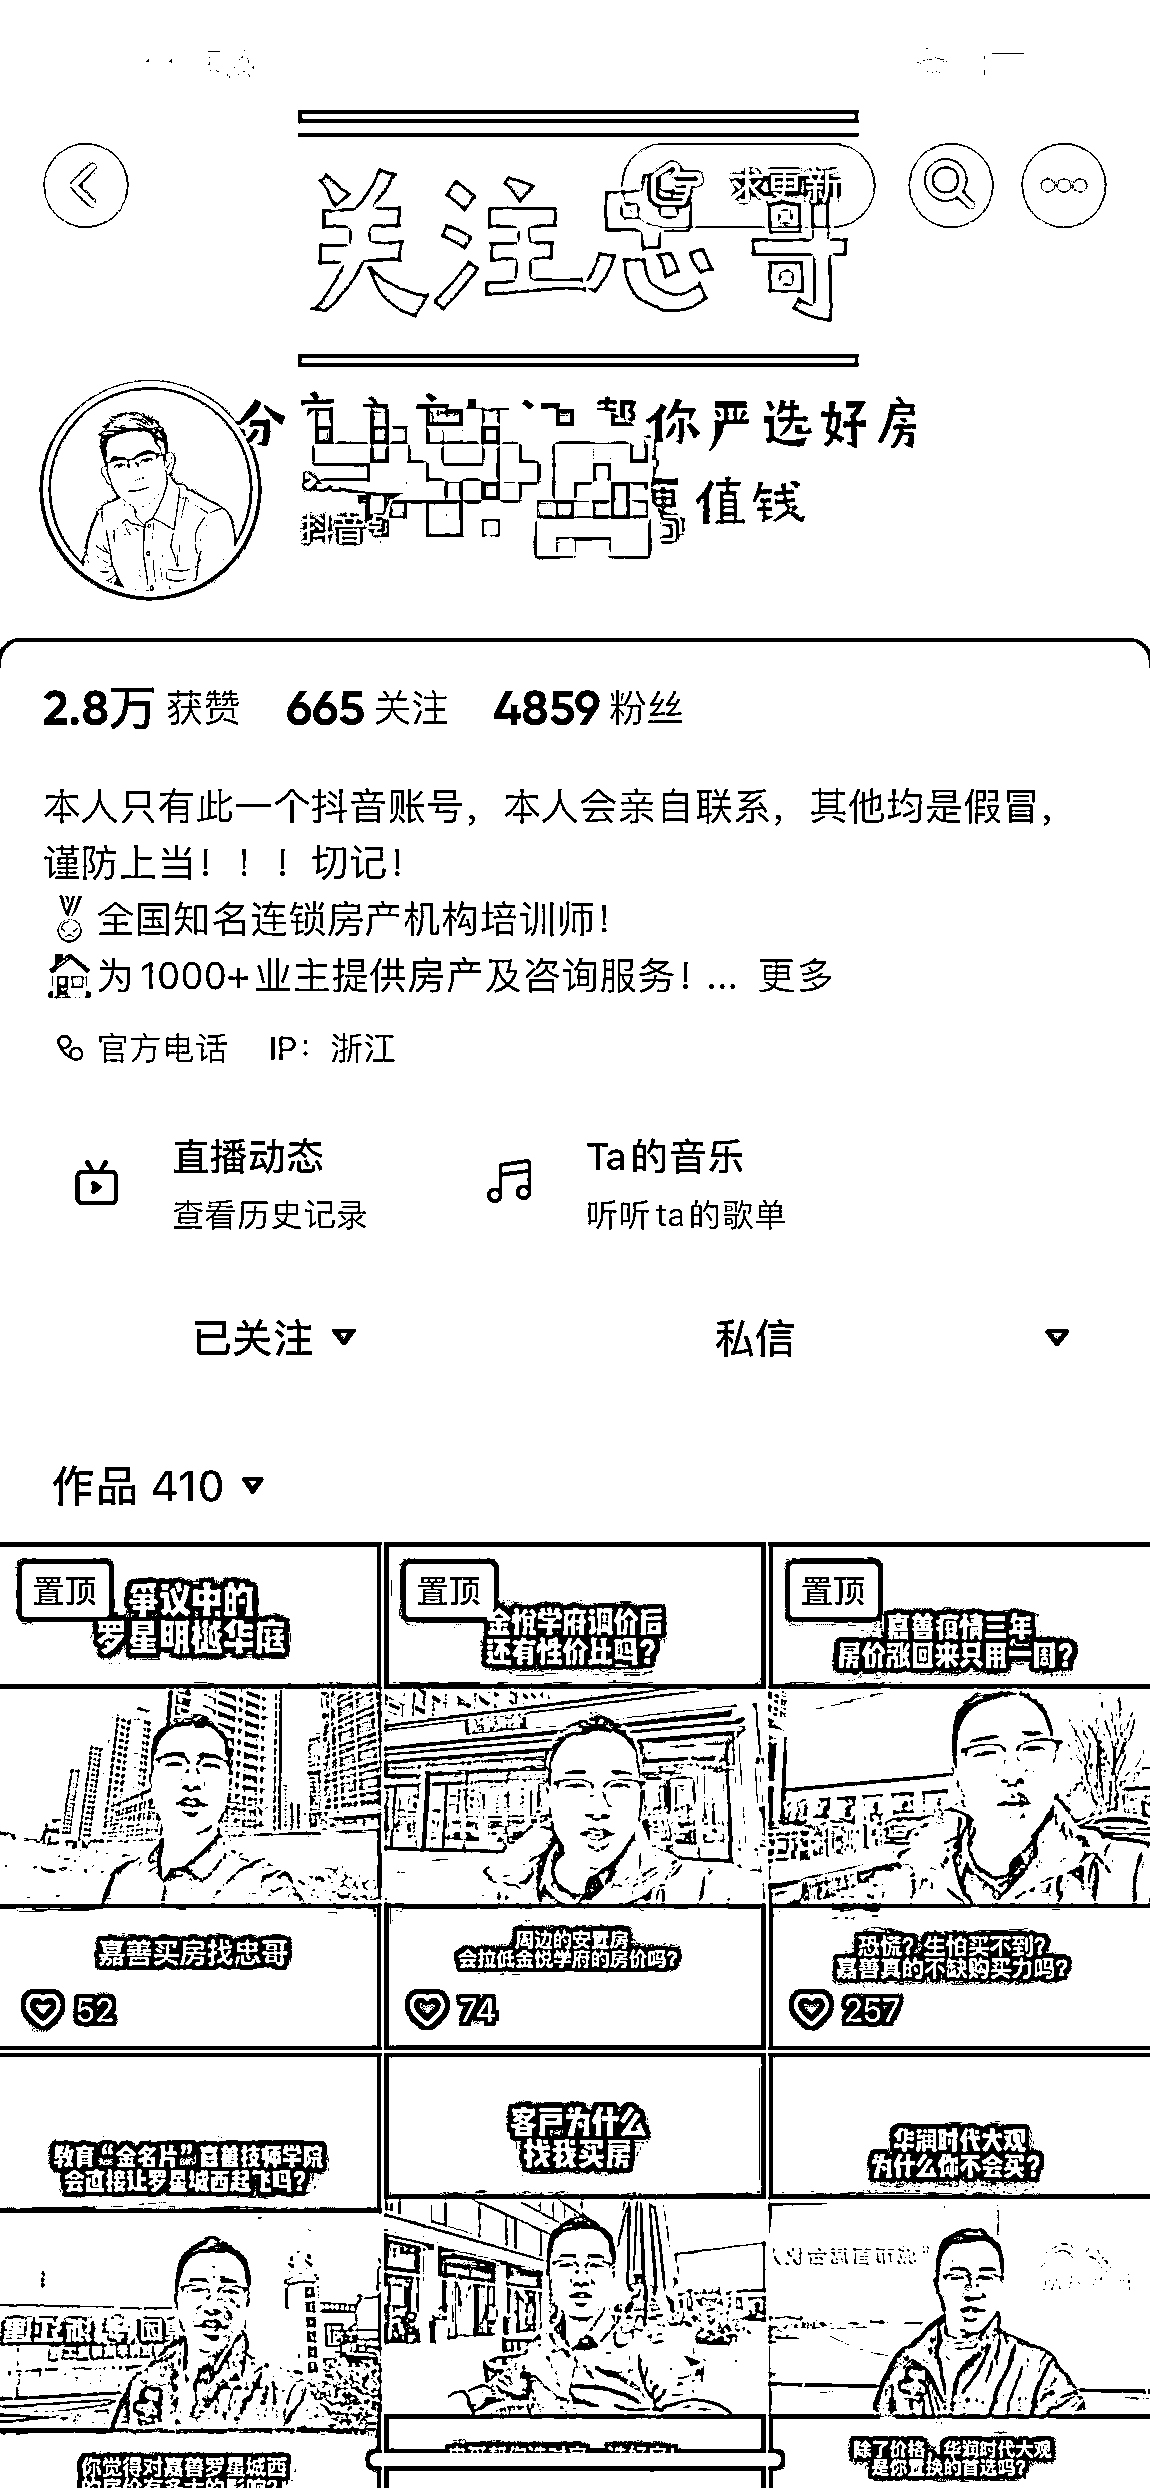 求更新
关注忠哥
你严选好房
值钱
抖音号
2.8万 获赞 665 关注 4859 粉丝
本人只有此一个抖音账号，本人会亲自联系，其他均是假冒，
谨防上当！！！切记！
全国知名连锁房产机构培训师！
为1000+业主提供房产及咨询服务！... 更多
官方电话 IP：浙江
直播动态
查看历史记录
Ta的音乐
听听ta的歌单
已关注
私信
作品 410
置顶
争议中的
罗星明樾华庭
嘉善买房找忠哥
52
置顶
金悦学府调价后
还有性价比吗？
周边的安置房
会拉低金悦学府的房价吗？
74
置顶
嘉善疫情三年
房价涨回来只用一周？
恐慌？生怕买不到？
嘉善真的不缺购买力吗？
257
教育“金名片”嘉善技师学院
会直接让罗星城西起飞吗？
你觉得对嘉善罗星城西
客户为什么
找我买房
华润时代大观
为什么你不会买？
除了价格、华润时代大观
是你置换的首选吗？